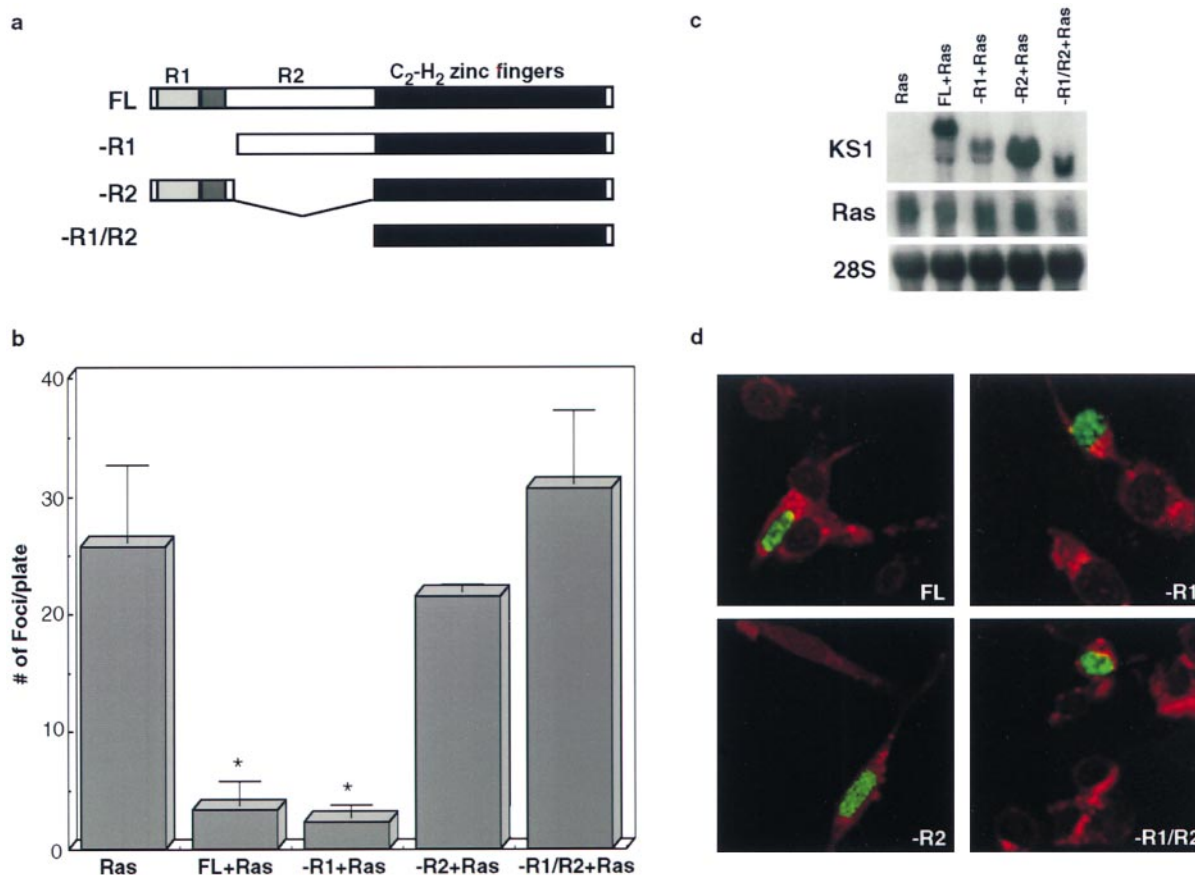 a
R1 R2 C2-H2 zinc fingers
FL
-R1
-R2
-R1/R2
b
# of Foci/plate
40
30
20
10
0
* *
Ras FL+Ras -R1+Ras -R2+Ras -R1/R2+Ras
c
Ras FL+Ras -R1+Ras -R2+Ras -R1/R2+Ras
KS1
Ras
28S
d
FL -R1
-R2 -R1/R2